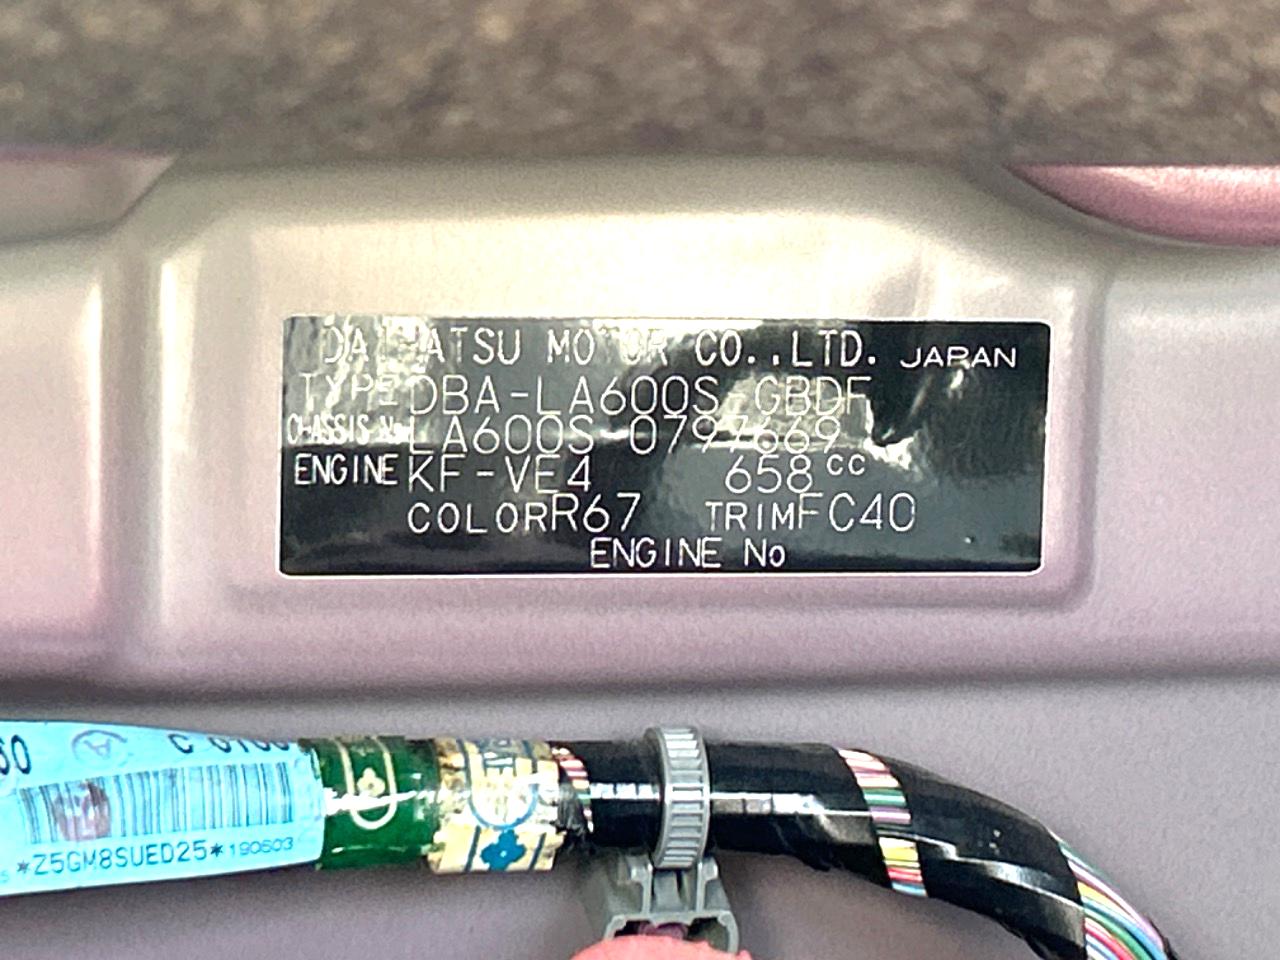 DAIHATSU MOTOR CO.,LTD. JAPAN
TYPE DBA-LA600S-GBDF
CHASSIS No. LA600S-0797669
ENGINE KF-VE4 658cc
COLOR R67 TRIM FC40
ENGINE No
*Z5GM8SUED25*190603